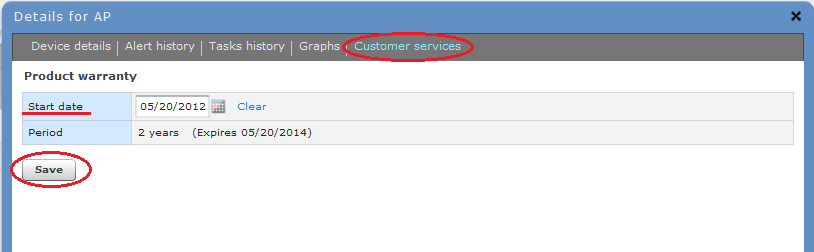 Details for AP
Device details | Alert history | Tasks history | Graphs | Customer services
Product warranty
Start date 05/20/2012 Clear
Period 2 years (Expires 05/20/2014)
Save